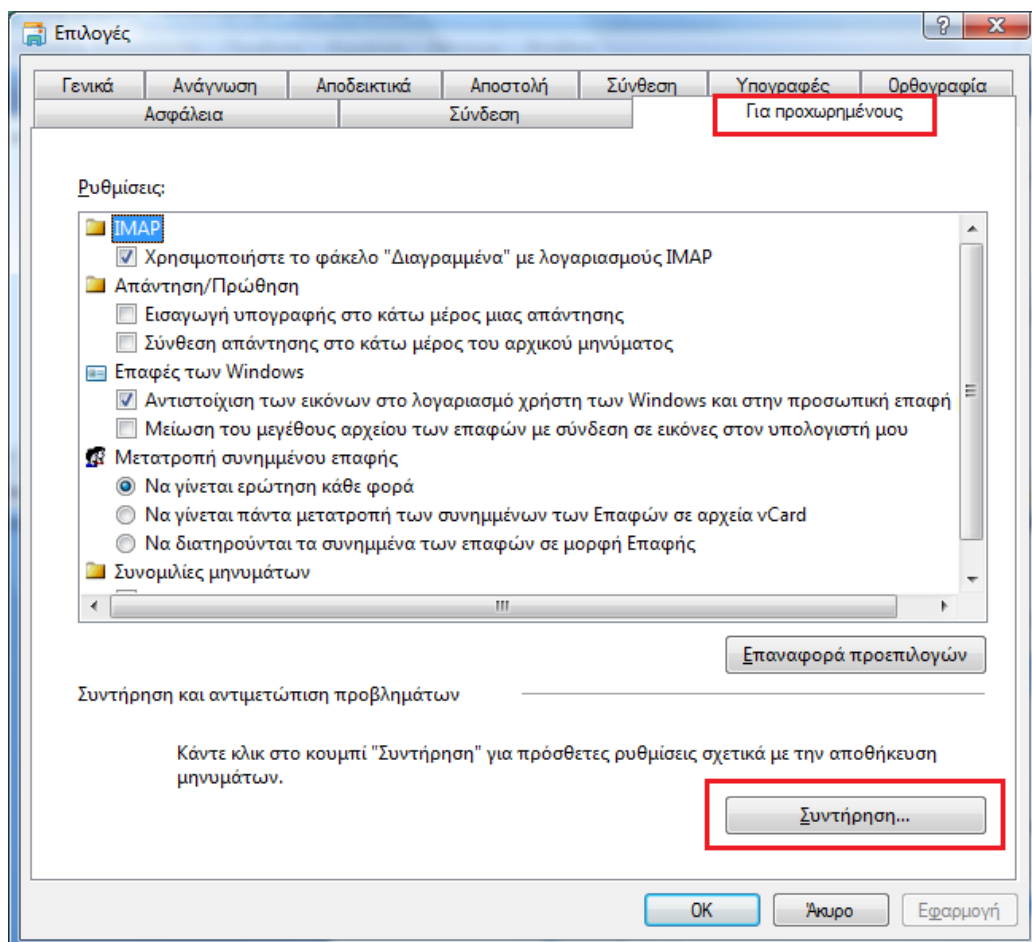 Επιλογές
Γενικά Ανάγνωση Αποδεικτικά Αποστολή Σύνθεση Υπογραφές Ορθογραφία
Ασφάλεια Σύνδεση Για προχωρημένους
Ρυθμίσεις:
IMAP
Χρησιμοποιήστε το φάκελο "Διαγραμμένα" με λογαριασμούς IMAP
Απάντηση/Πρώθηση
Εισαγωγή υπογραφής στο κάτω μέρος μιας απάντησης
Σύνθεση απάντησης στο κάτω μέρος του αρχικού μηνύματος
Επαφές των Windows
Αντιστοίχιση των εικόνων στο λογαριασμό χρήστη των Windows και στην προσωπική επαφή
Μείωση του μεγέθους αρχείου των επαφών με σύνδεση σε εικόνες στον υπολογιστή μου
Μετατροπή συνημμένου επαφής
Να γίνεται ερώτηση κάθε φορά
Να γίνεται πάντα μετατροπή των συνημμένων των Επαφών σε αρχεία vCard
Να διατηρούνται τα συνημμένα των επαφών σε μορφή Επαφής
Συνομιλίες μηνυμάτων
Επαναφορά προεπιλογών
Συντήρηση και αντιμετώπιση προβλημάτων
Κάντε κλικ στο κουμπί "Συντήρηση" για πρόσθετες ρυθμίσεις σχετικά με την αποθήκευση
μηνυμάτων.
Συντήρηση...
OK Άκυρο Εφαρμογή